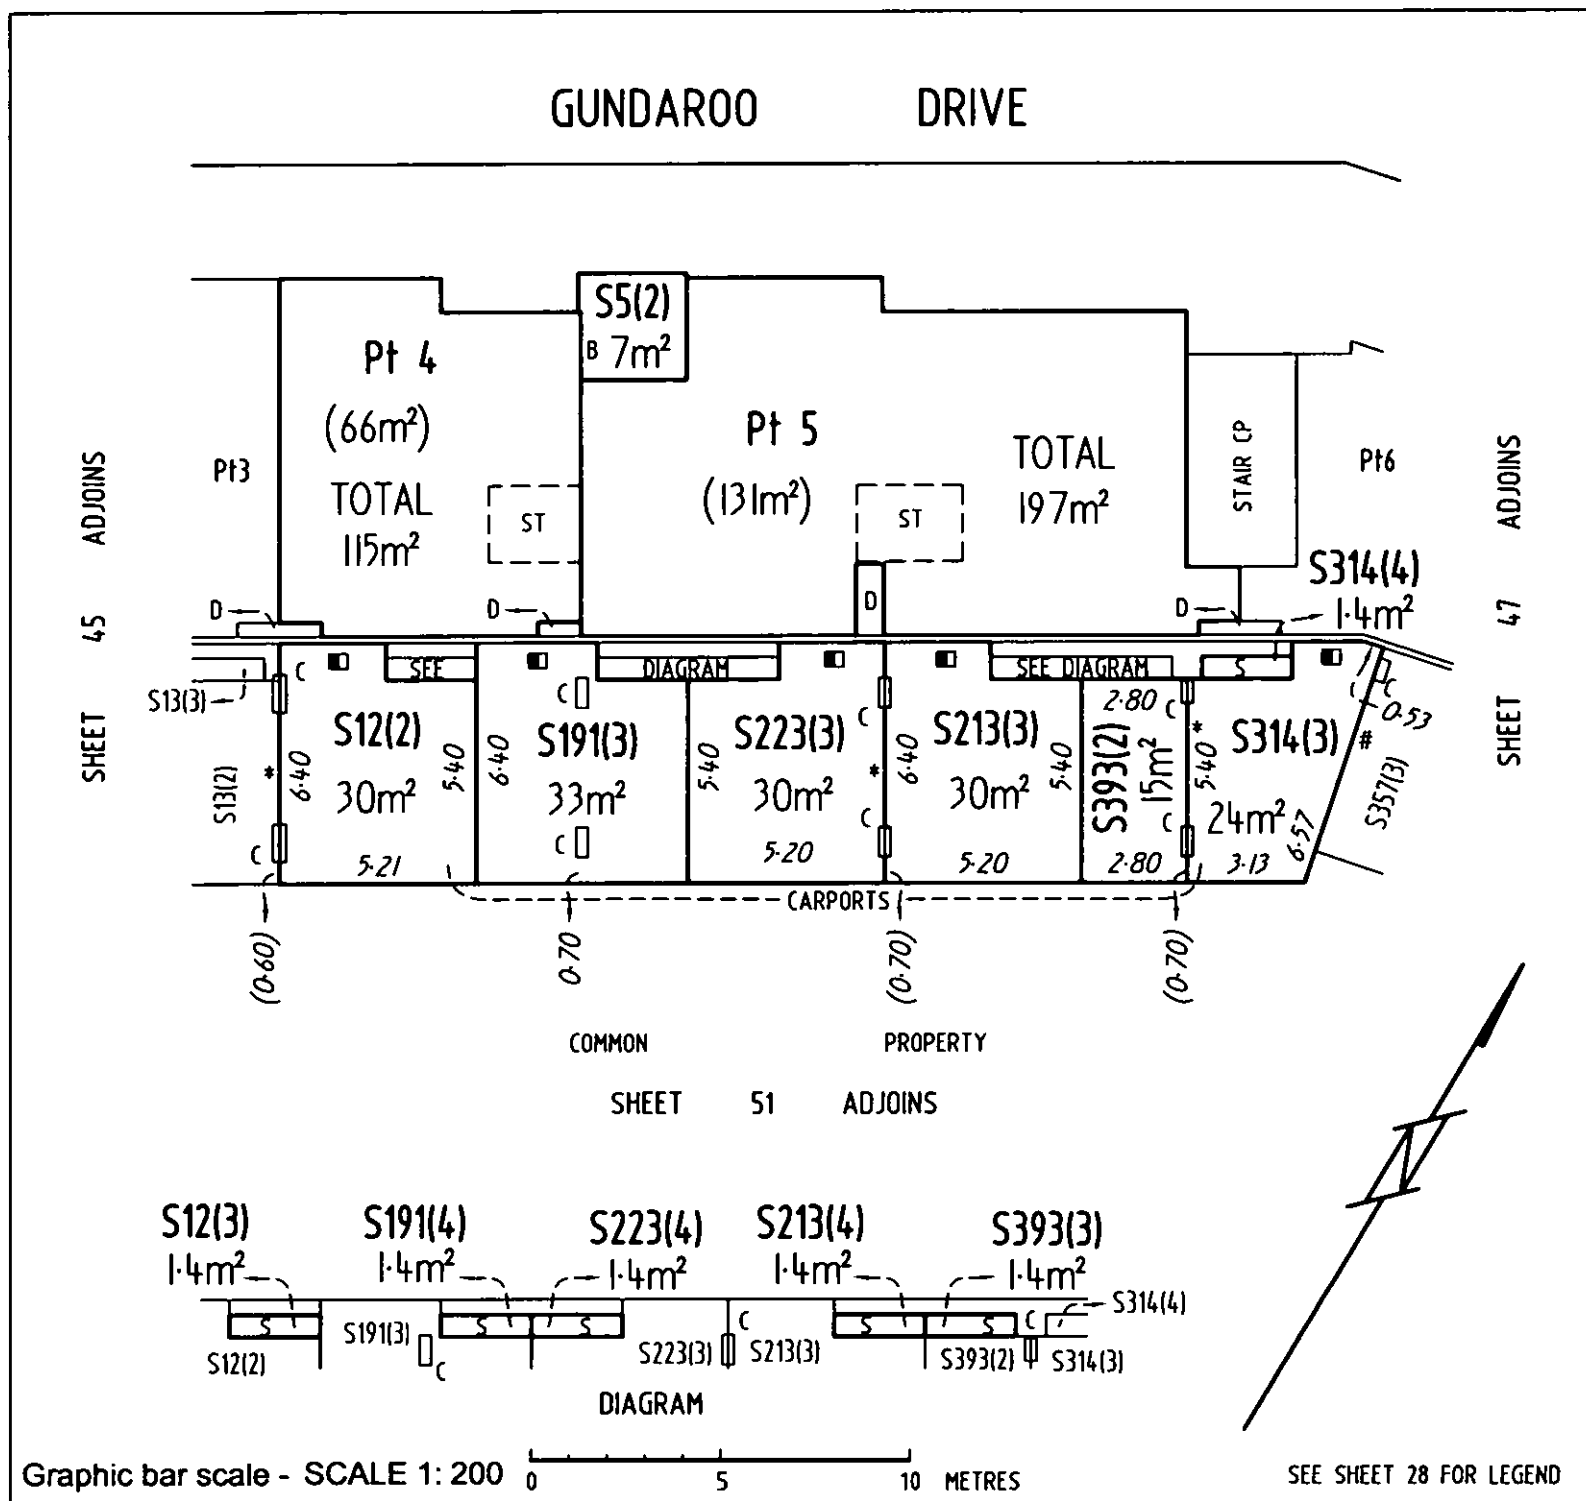 GUNDAROO DRIVE
S5(2)
B 7m²
Pt 4
(66m²)
TOTAL
115m²
ST
Pt 5
(131m²)
TOTAL
197m²
ST
STAIR CP
Pt3
Pt6
SHEET 45 ADJOINS
SHEET 47 ADJOINS
D
D
D
D
S314(4)
1.4m²
SEE
DIAGRAM
SEE DIAGRAM
S
S13(3)
S13(2)
*
C
C
6.40
S12(2)
30m²
5.21
5.40
6.40
C
S191(3)
33m²
C
5.40
S223(3)
30m²
5.20
*
C
C
6.40
S213(3)
30m²
5.20
5.40
2.80
S393(2)
15m²
2.80
C
C
*
5.40
S314(3)
24m²
3.13
6.57
#
C
C
0.53
S357(3)
CARPORTS
(0.60)
0.70
(0.70)
(0.70)
COMMON PROPERTY
SHEET 51 ADJOINS
S12(3)
1.4m²
S191(4)
1.4m²
S223(4)
1.4m²
S213(4)
1.4m²
S393(3)
1.4m²
S314(4)
S S S S S
C C
S12(2) S191(3) C S223(3) S213(3) S393(2) S314(3)
DIAGRAM
Graphic bar scale - SCALE 1: 200
0 5 10 METRES
SEE SHEET 28 FOR LEGEND